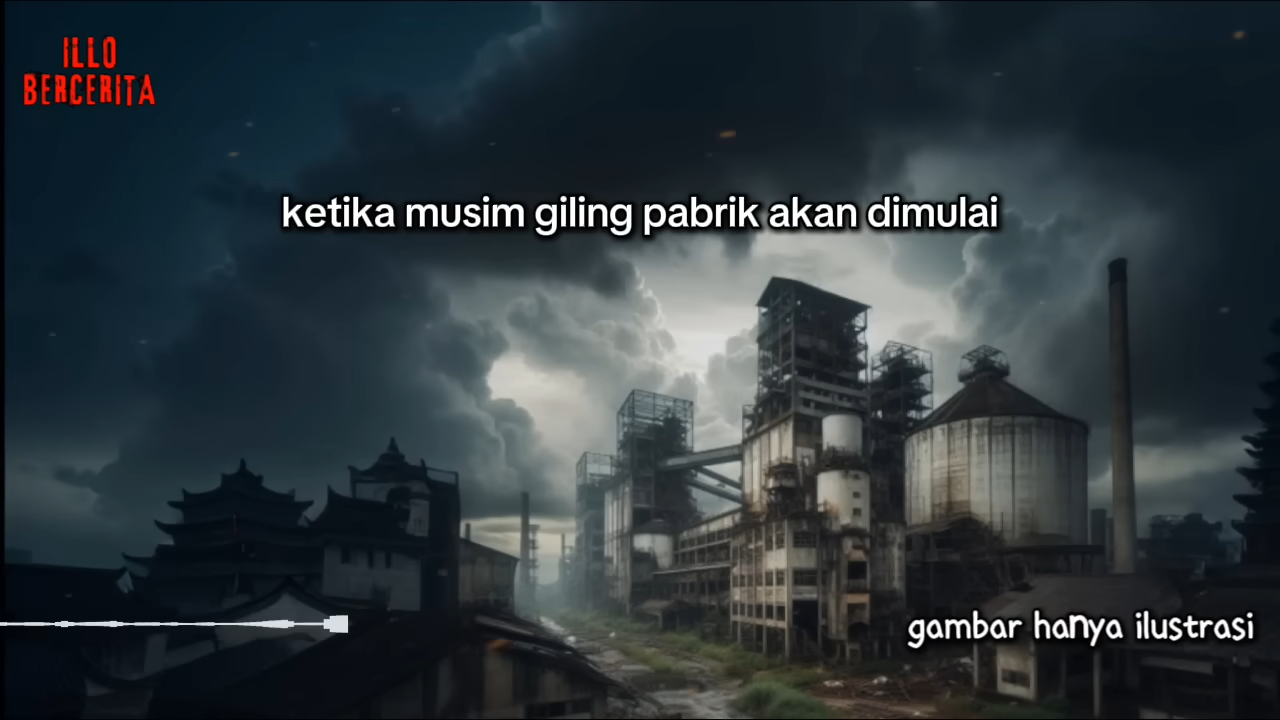 ILLO
BERCERITA
ketika musim giling pabrik akan dimulai
gambar hanya ilustrasi